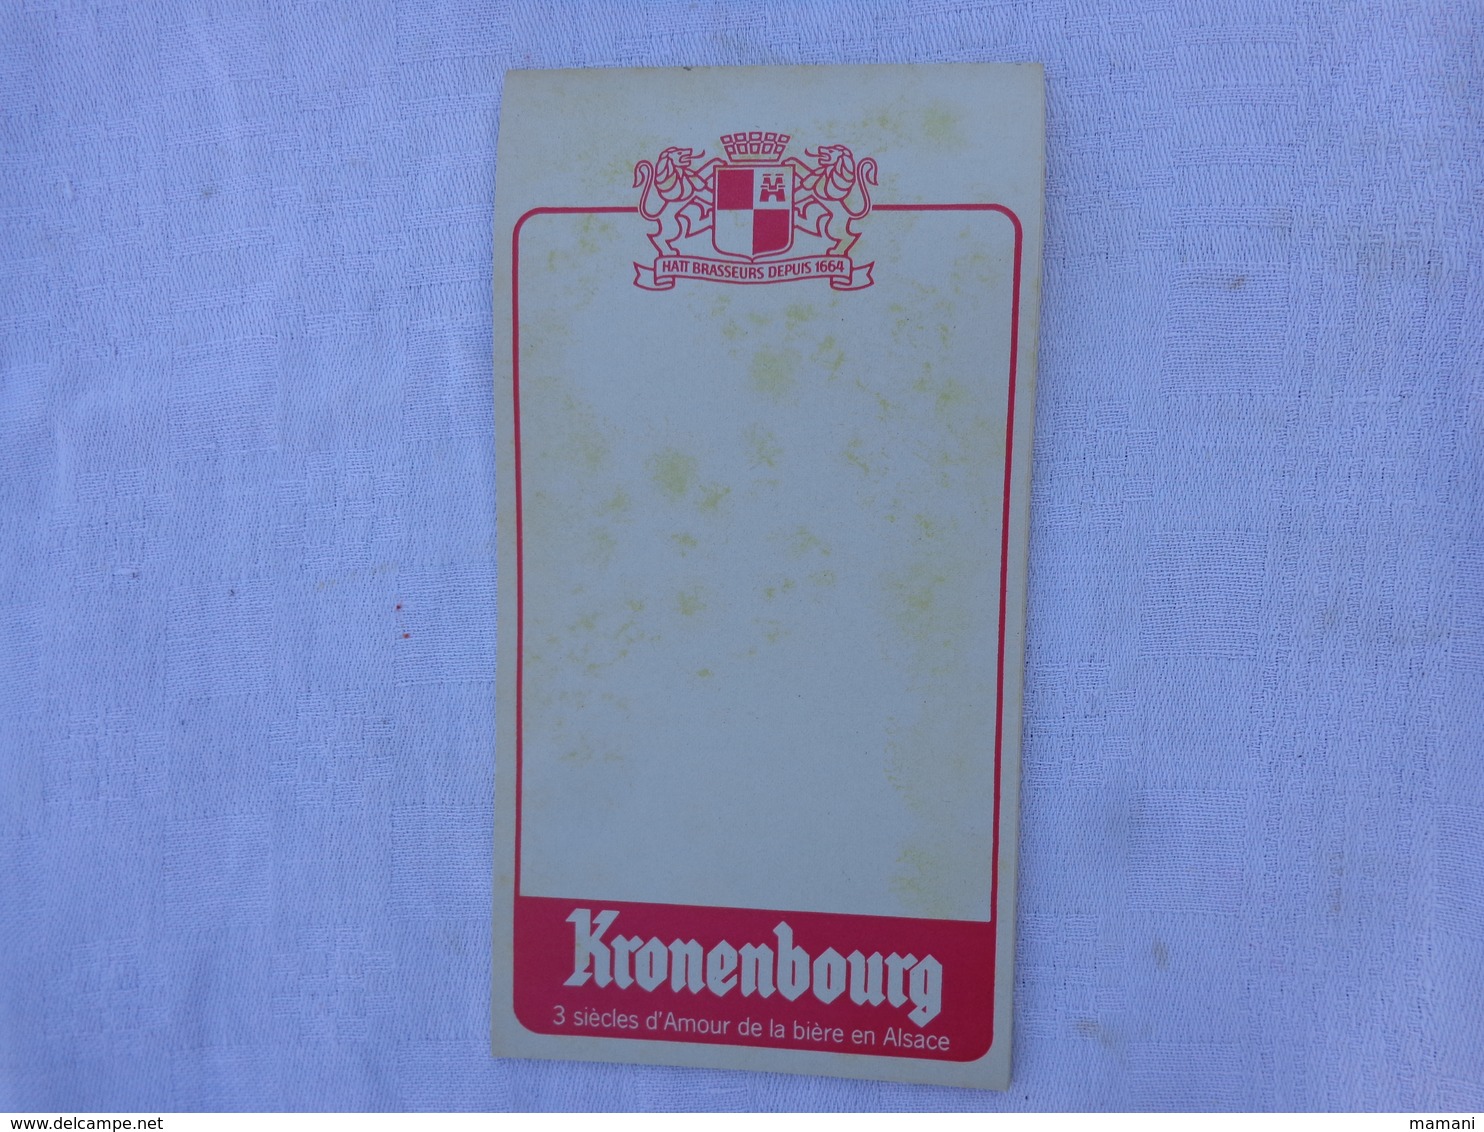 HATT BRASSEURS DEPUIS 1664
Kronenbourg
3 siècles d'Amour de la bière en Alsace
www.delcampe.net
mamani